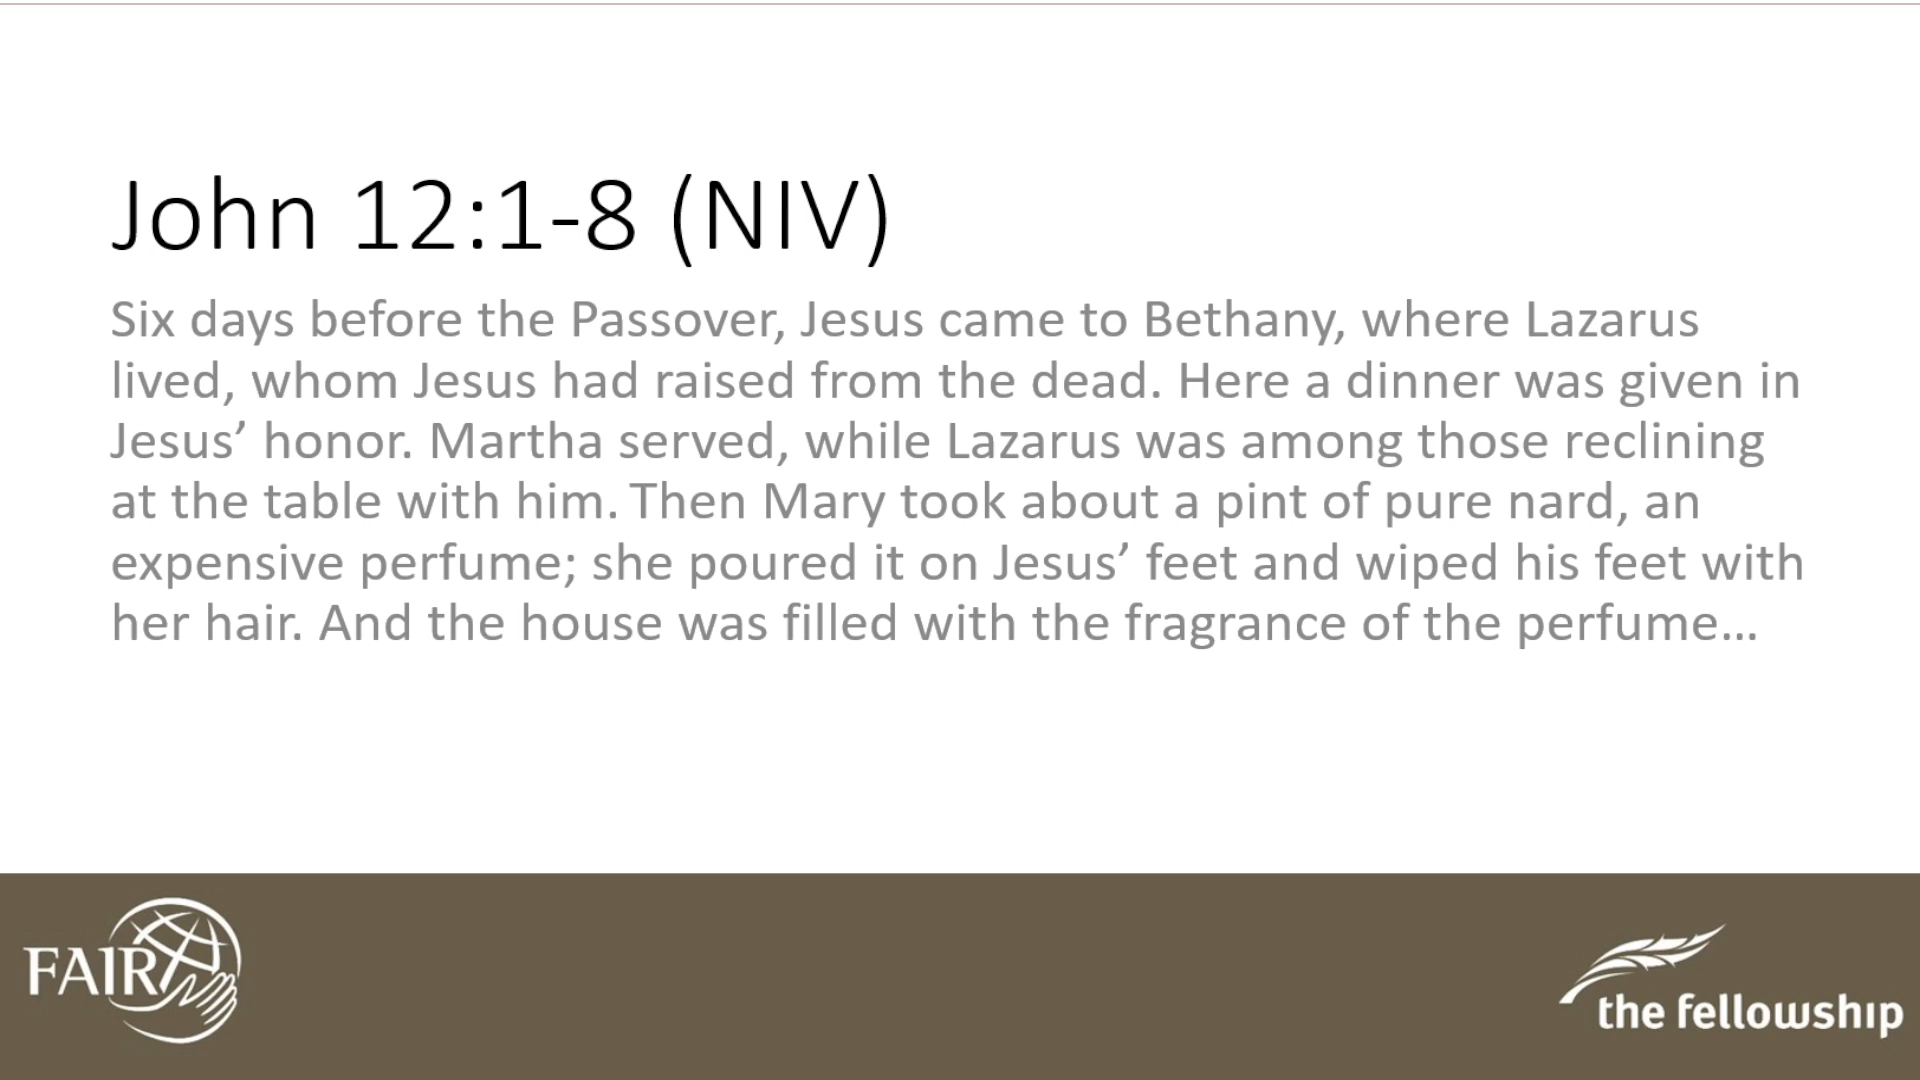 John 12:1-8 (NIV)
Six days before the Passover, Jesus came to Bethany, where Lazarus
lived, whom Jesus had raised from the dead. Here a dinner was given in
Jesus’ honor. Martha served, while Lazarus was among those reclining
at the table with him. Then Mary took about a pint of pure nard, an
expensive perfume; she poured it on Jesus’ feet and wiped his feet with
her hair. And the house was filled with the fragrance of the perfume…
FAIR
the fellowship